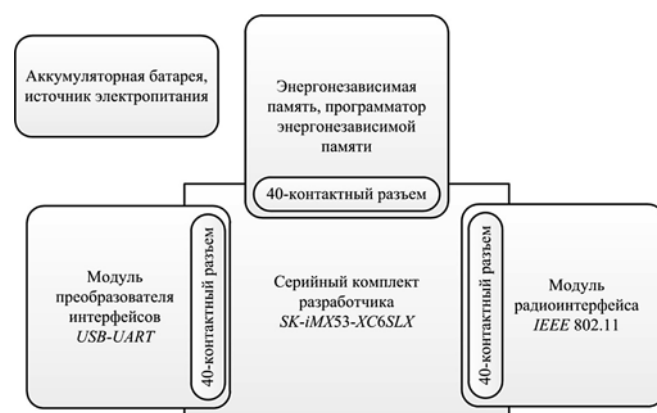 Аккумуляторная батарея,
источник электропитания
Энергонезависимая
память, программатор
энергонезависимой
памяти
40-контактный разъем
Модуль
преобразователя
интерфейсов
USB-UART
40-контактный разъем
Серийный комплект
разработчика
SK-iMX53-XC6SLX
40-контактный разъем
Модуль
радиоинтерфейса
IEEE 802.11